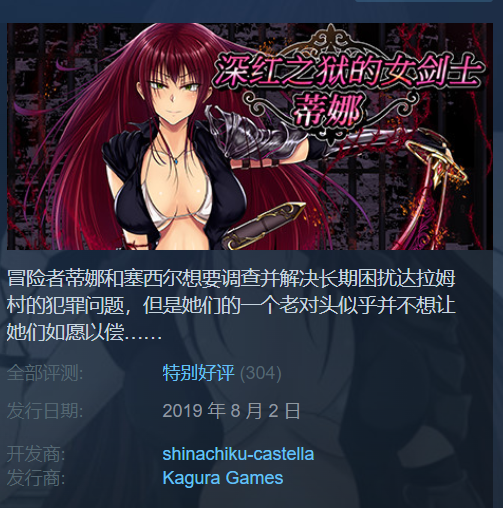 深红之狱的女剑士
蒂娜
冒险者蒂娜和塞西尔想要调查并解决长期困扰达拉姆
村的犯罪问题，但是她们的一个老对头似乎并不想让
她们如愿以偿……
全部评测: 特别好评 (304)
发行日期: 2019 年 8 月 2 日
开发商: shinachiku-castella
发行商: Kagura Games